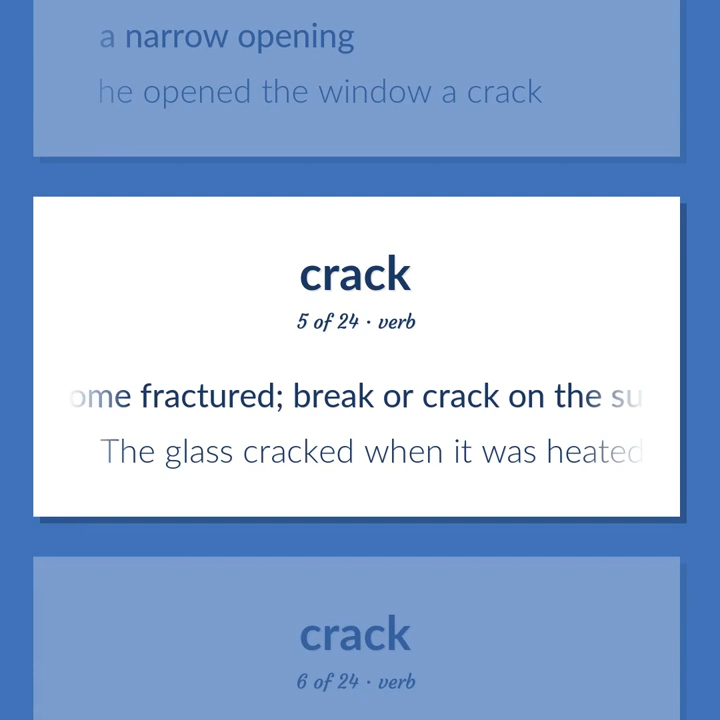 a narrow opening
he opened the window a crack
crack
5 of 24 · verb
ome fractured; break or crack on the su
The glass cracked when it was heated
crack
6 of 24 · verb